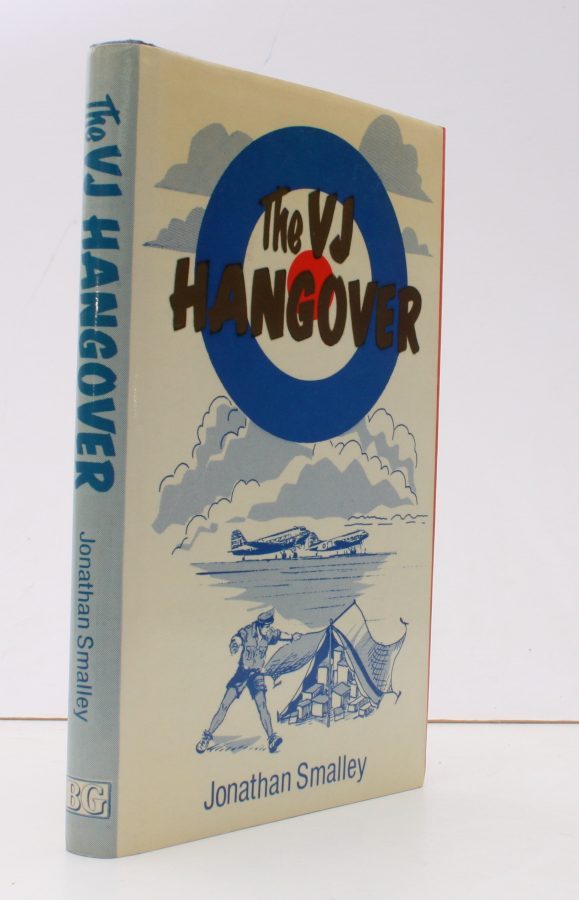 The VJ HANGOVER
Jonathan Smalley
BG
The VJ
HANGOVER
Jonathan Smalley